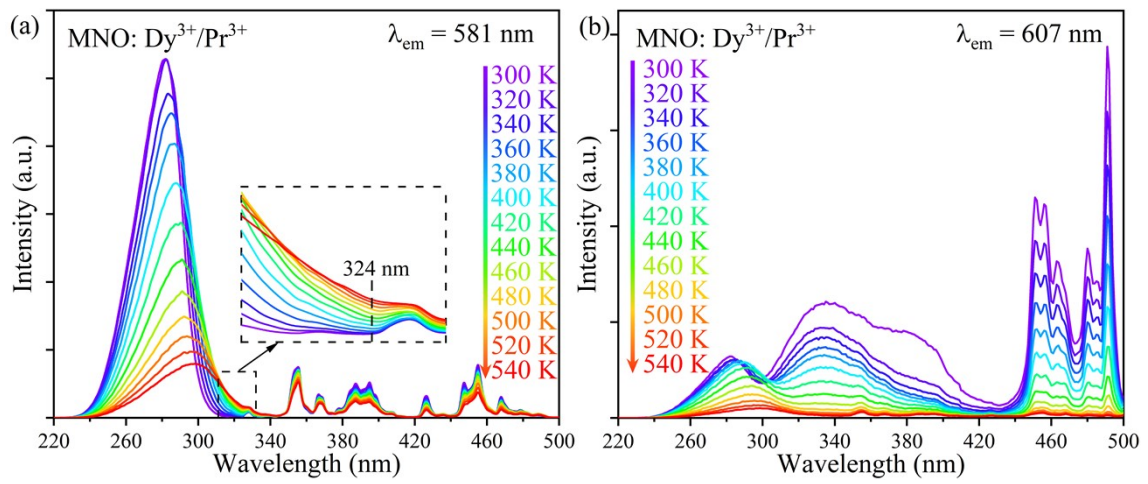 (a)
MNO: Dy³⁺/Pr³⁺
λem = 581 nm
300 K
320 K
340 K
360 K
380 K
400 K
420 K
440 K
460 K
480 K
500 K
520 K
540 K
324 nm
Intensity (a.u.)
220 260 300 340 380 420 460 500
Wavelength (nm)
(b)
MNO: Dy³⁺/Pr³⁺
λem = 607 nm
300 K
320 K
340 K
360 K
380 K
400 K
420 K
440 K
460 K
480 K
500 K
520 K
540 K
Intensity (a.u.)
220 260 300 340 380 420 460 500
Wavelength (nm)